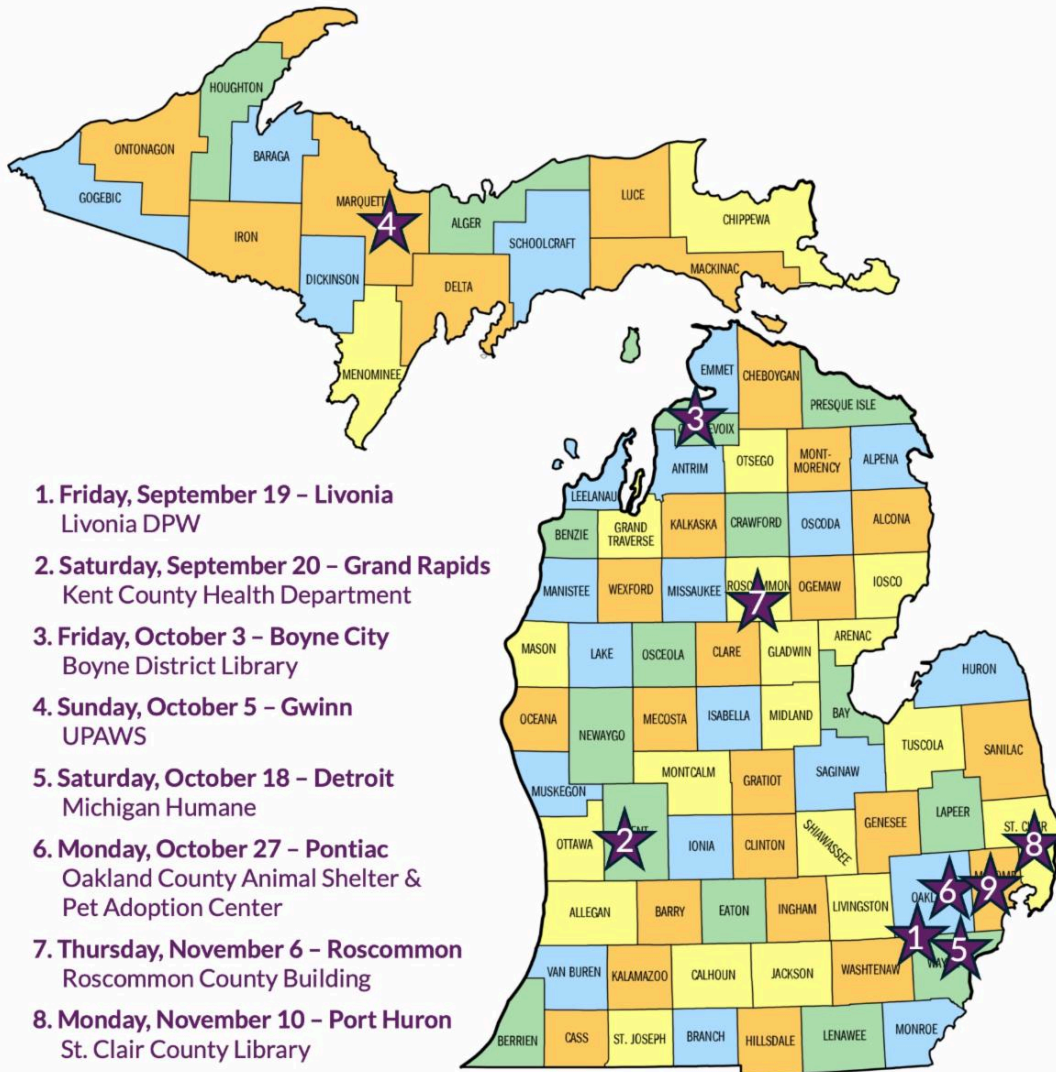 HOUGHTON
ONTONAGON
BARAGA
GOGEBIC
MARQUETT
4
ALGER
LUCE
CHIPPEWA
IRON
SCHOOLCRAFT
DICKINSON
DELTA
MACKINAC
MENOMINEE
EMMET
CHEBOYGAN
PRESQUE ISLE
3
EVOIX
ANTRIM
OTSEGO
MONT-
MORENCY
ALPENA
LEELANAU
BENZIE
GRAND
TRAVERSE
KALKASKA
CRAWFORD
OSCODA
ALCONA
MANISTEE
WEXFORD
MISSAUKEE
ROSCOMMON
7
OGEMAW
IOSCO
MASON
LAKE
OSCEOLA
CLARE
GLADWIN
ARENAC
HURON
OCEANA
NEWAYGO
MECOSTA
ISABELLA
MIDLAND
BAY
TUSCOLA
SANILAC
MUSKEGON
MONTCALM
GRATIOT
SAGINAW
LAPEER
ST. CLAIR
8
OTTAWA
2
ENT
IONIA
CLINTON
SHIAWASSEE
GENESEE
OAKL
6
9
ALLEGAN
BARRY
EATON
INGHAM
LIVINGSTON
1
5
WAY
VAN BUREN
KALAMAZOO
CALHOUN
JACKSON
WASHTENAW
BERRIEN
CASS
ST. JOSEPH
BRANCH
HILLSDALE
LENAWEE
MONROE
1. Friday, September 19 – Livonia
Livonia DPW
2. Saturday, September 20 – Grand Rapids
Kent County Health Department
3. Friday, October 3 – Boyne City
Boyne District Library
4. Sunday, October 5 – Gwinn
UPAWS
5. Saturday, October 18 – Detroit
Michigan Humane
6. Monday, October 27 – Pontiac
Oakland County Animal Shelter &
Pet Adoption Center
7. Thursday, November 6 – Roscommon
Roscommon County Building
8. Monday, November 10 – Port Huron
St. Clair County Library